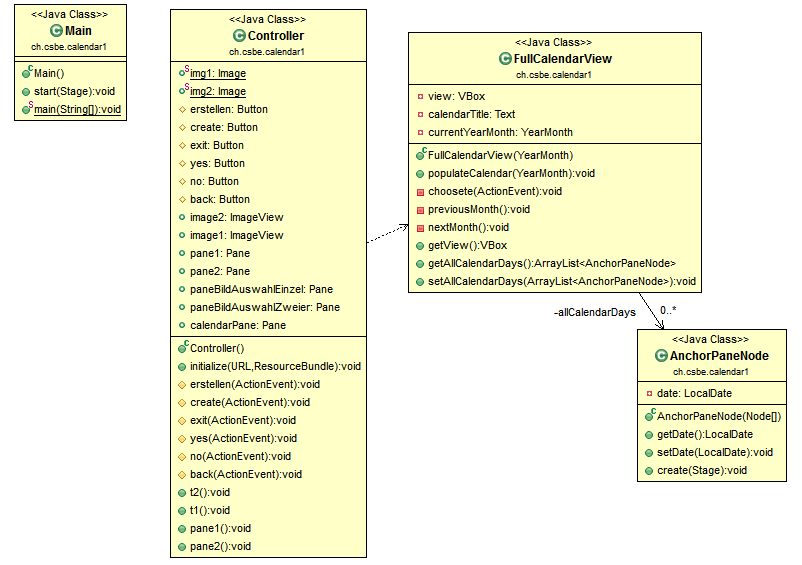 <<Java Class>>
C Main
ch.csbe.calendar1
C Main()
start(Stage):void
S main(String[]):void
<<Java Class>>
C Controller
ch.csbe.calendar1
S img1: Image
S img2: Image
erstellen: Button
create: Button
exit: Button
yes: Button
no: Button
back: Button
image2: ImageView
image1: ImageView
pane1: Pane
pane2: Pane
paneBildAuswahlEinzel: Pane
paneBildAuswahlZweier: Pane
calendarPane: Pane
C Controller()
initialize(URL,ResourceBundle):void
erstellen(ActionEvent):void
create(ActionEvent):void
exit(ActionEvent):void
yes(ActionEvent):void
no(ActionEvent):void
back(ActionEvent):void
t2():void
t1():void
pane1():void
pane2():void
<<Java Class>>
C FullCalendarView
ch.csbe.calendar1
view: VBox
calendarTitle: Text
currentYearMonth: YearMonth
C FullCalendarView(YearMonth)
populateCalendar(YearMonth):void
choosete(ActionEvent):void
previousMonth():void
nextMonth():void
getView():VBox
getAllCalendarDays():ArrayList<AnchorPaneNode>
setAllCalendarDays(ArrayList<AnchorPaneNode>):void
-allCalendarDays 0..*
<<Java Class>>
C AnchorPaneNode
ch.csbe.calendar1
date: LocalDate
C AnchorPaneNode(Node[])
getDate():LocalDate
setDate(LocalDate):void
create(Stage):void